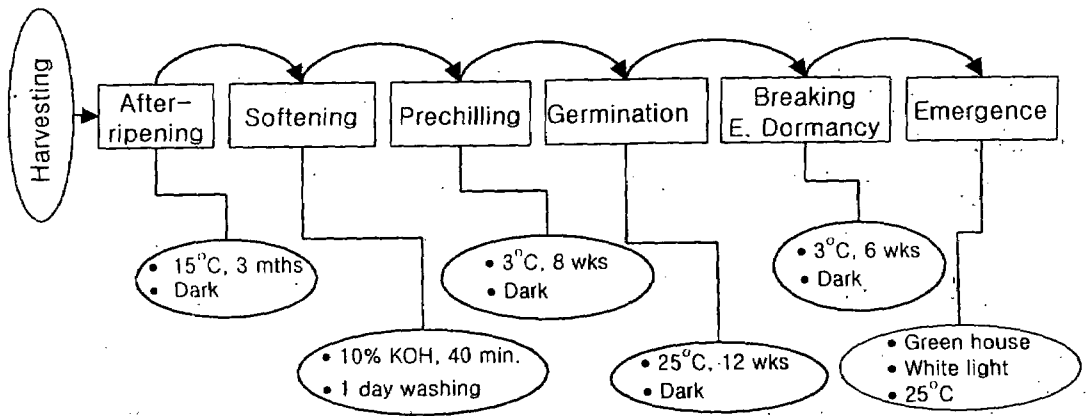 Harvesting
After-
ripening
Softening
Prechilling
Germination
Breaking
E. Dormancy
Emergence
• 15°C, 3 mths
• Dark
• 10% KOH, 40 min.
• 1 day washing
• 3°C, 8 wks
• Dark
• 25°C, 12 wks
• Dark
• 3°C, 6 wks
• Dark
• Green house
• White light
• 25°C